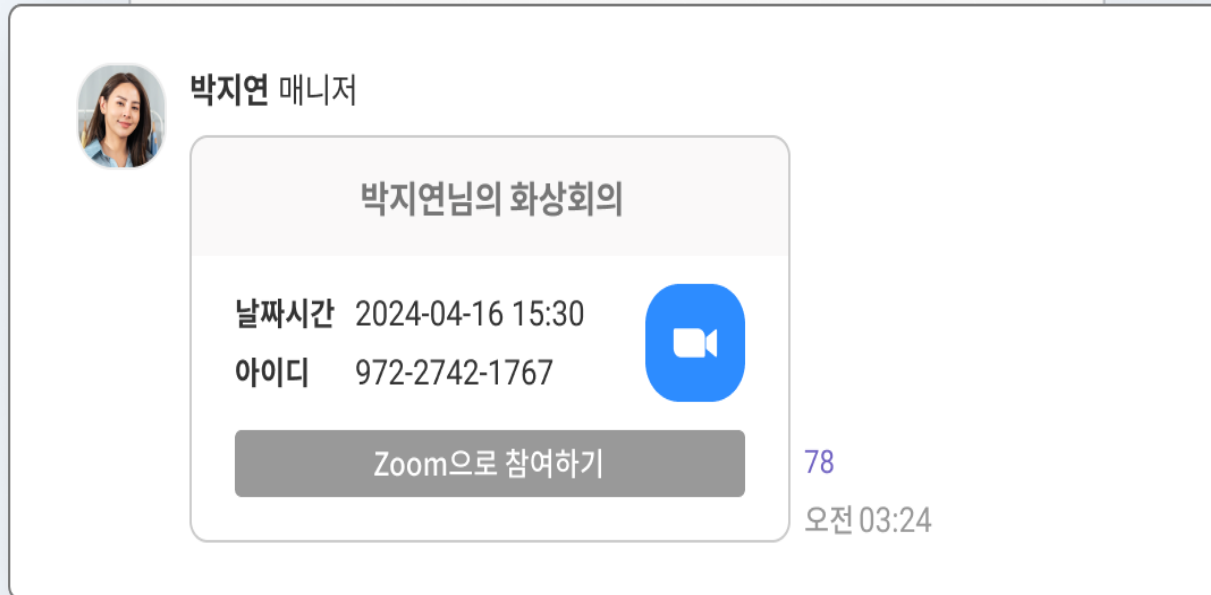 박지연 매니저
박지연님의 화상회의
날짜시간 2024-04-16 15:30
아이디 972-2742-1767
Zoom으로 참여하기
78
오전 03:24